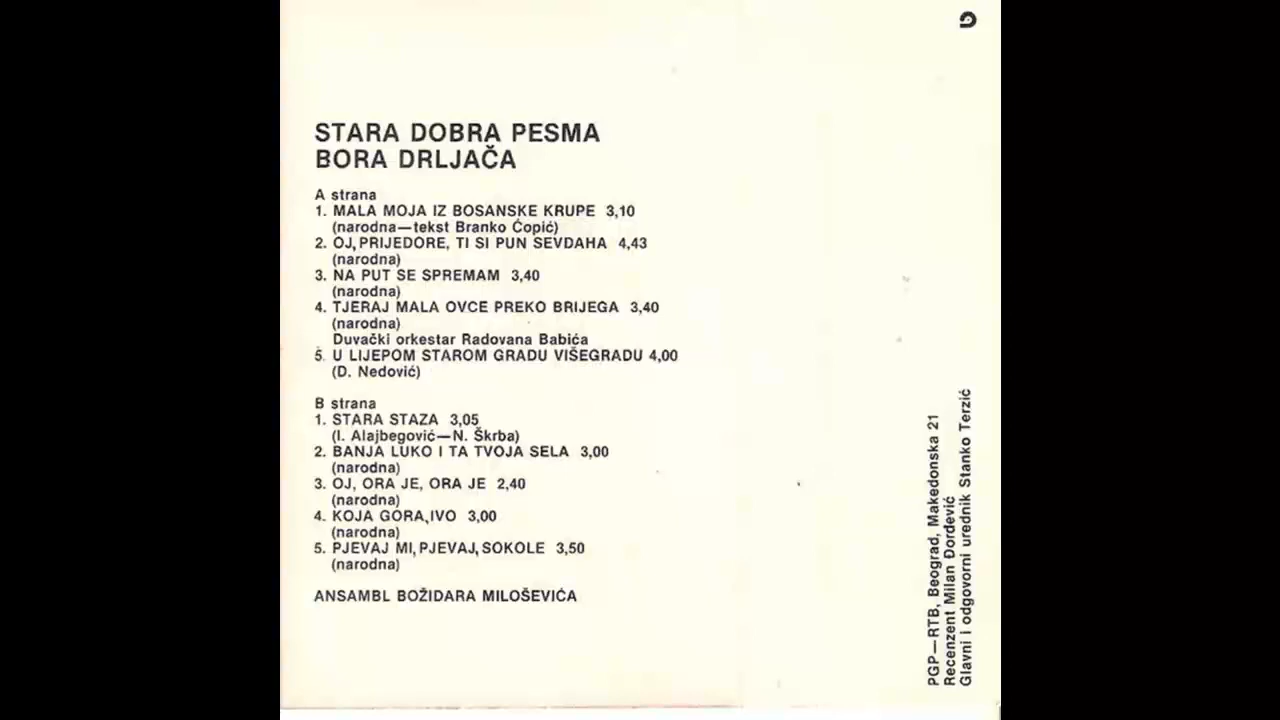 STARA DOBRA PESMA
BORA DRLJAČA
A strana
1. MALA MOJA IZ BOSANSKE KRUPE 3,10
(narodna—tekst Branko Ćopić)
2. OJ, PRIJEDORE, TI SI PUN SEVDAHA 4,43
(narodna)
3. NA PUT SE SPREMAM 3,40
(narodna)
4. TJERAJ MALA OVCE PREKO BRIJEGA 3,40
(narodna)
Duvački orkestar Radovana Babića
5. U LIJEPOM STAROM GRADU VIŠEGRADU 4,00
(D. Nedović)
B strana
1. STARA STAZA 3,05
(I. Alajbegović—N. Škrba)
2. BANJA LUKO I TA TVOJA SELA 3,00
(narodna)
3. OJ, ORA JE, ORA JE 2,40
(narodna)
4. KOJA GORA, IVO 3,00
(narodna)
5. PJEVAJ MI, PJEVAJ, SOKOLE 3,50
(narodna)
ANSAMBL BOŽIDARA MILOŠEVIĆA
PGP—RTB, Beograd, Makedonska 21
Recenzent Milan Đorđević
Glavni i odgovorni urednik Stanko Terzić